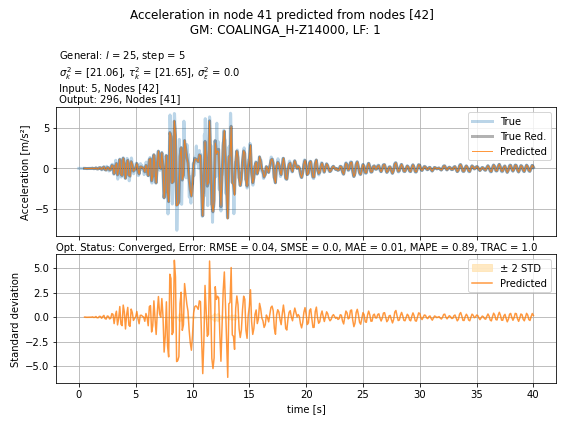 Acceleration in node 41 predicted from nodes [42]
GM: COALINGA_H-Z14000, LF: 1
General: l = 25, step = 5
σ²ₖ = [21.06], τ²ₖ = [21.65], σ²ε = 0.0
Input: 5, Nodes [42]
Output: 296, Nodes [41]
Acceleration [m/s²]
5
0
−5
True
True Red.
Predicted
Opt. Status: Converged, Error: RMSE = 0.04, SMSE = 0.0, MAE = 0.01, MAPE = 0.89, TRAC = 1.0
Standard deviation
5.0
2.5
0.0
−2.5
−5.0
± 2 STD
Predicted
0 5 10 15 20 25 30 35 40
time [s]